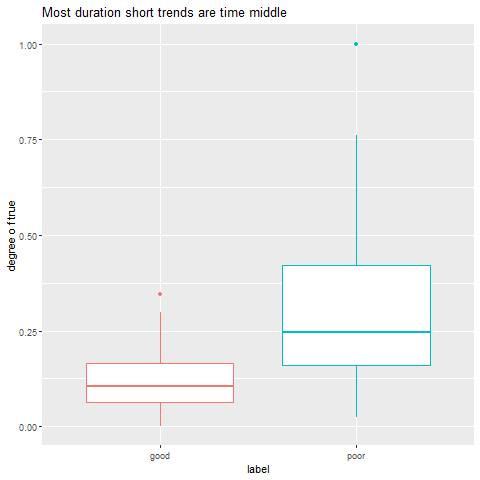 Most duration short trends are time middle
degree o ftrue
1.00
0.75
0.50
0.25
0.00
good
poor
label